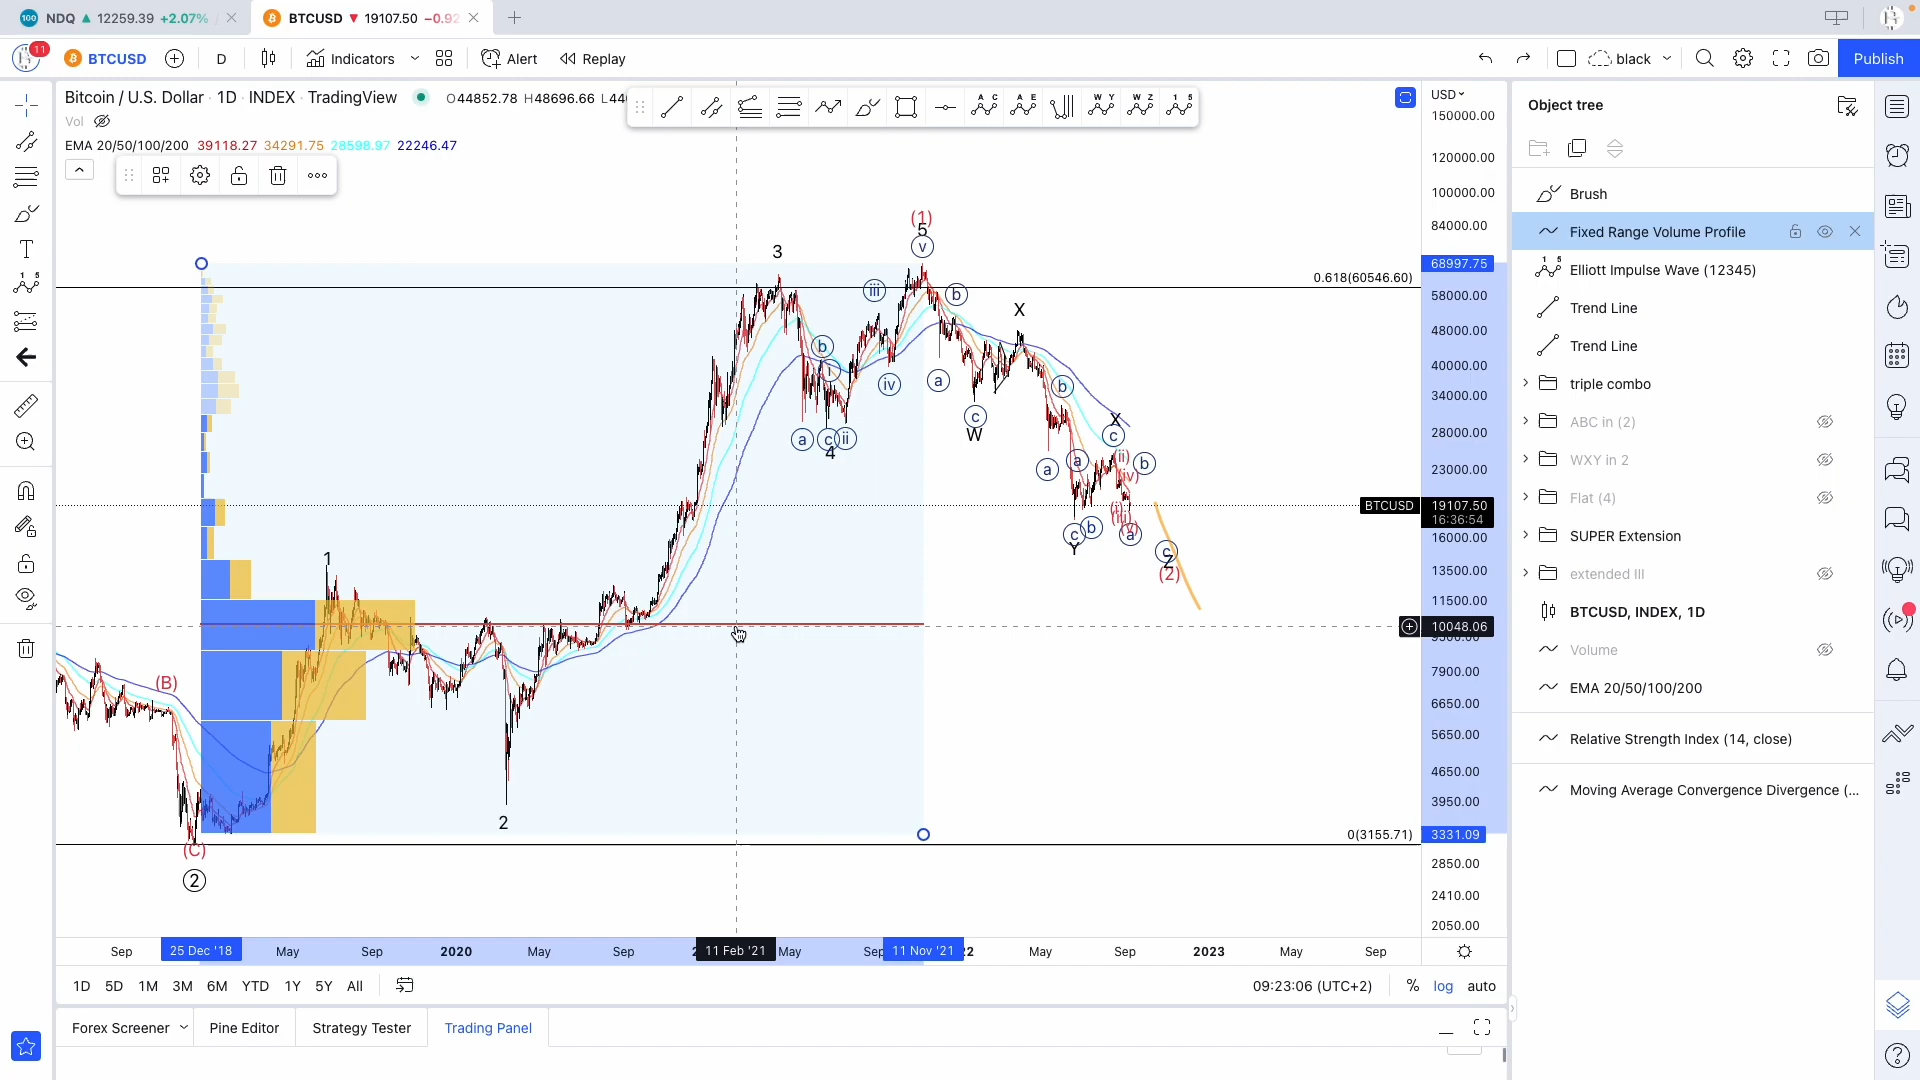 NDQ ▲ 12259.39 +2.07%
BTCUSD ▼ 19107.50 −0.92
11 BTCUSD D Indicators Alert Replay black Publish
Bitcoin / U.S. Dollar · 1D · INDEX · TradingView O44852.78 H48696.66
Vol
EMA 20/50/100/200 39118.27 34291.75 28598.97 22246.47
USD
150000.00
120000.00
100000.00
84000.00
68997.75
58000.00
48000.00
40000.00
34000.00
28000.00
23000.00
BTCUSD 19107.50
16:36:54
16000.00
13500.00
11500.00
10048.06
7900.00
6650.00
5650.00
4650.00
3950.00
3331.09
2850.00
2410.00
2050.00
0.618(60546.60)
0(3155.71)
(1)
5
v
3
iii
b
X
b
i
iv
a
c
W
a
c
ii
4
b
X
c
(ii)
b
(iv)
a
a
(i)
(iii)
(v)
a
c
b
Y
c
Z
(2)
1
(B)
2
(C)
2
Sep 25 Dec '18 May Sep 2020 May Sep 11 Feb '21 May Sep 11 Nov '21 May Sep 2023 May Sep
1D 5D 1M 3M 6M YTD 1Y 5Y All 09:23:06 (UTC+2) % log auto
Forex Screener Pine Editor Strategy Tester Trading Panel
Object tree
Brush
Fixed Range Volume Profile
Elliott Impulse Wave (12345)
Trend Line
Trend Line
triple combo
ABC in (2)
WXY in 2
Flat (4)
SUPER Extension
extended III
BTCUSD, INDEX, 1D
Volume
EMA 20/50/100/200
Relative Strength Index (14, close)
Moving Average Convergence Divergence (...